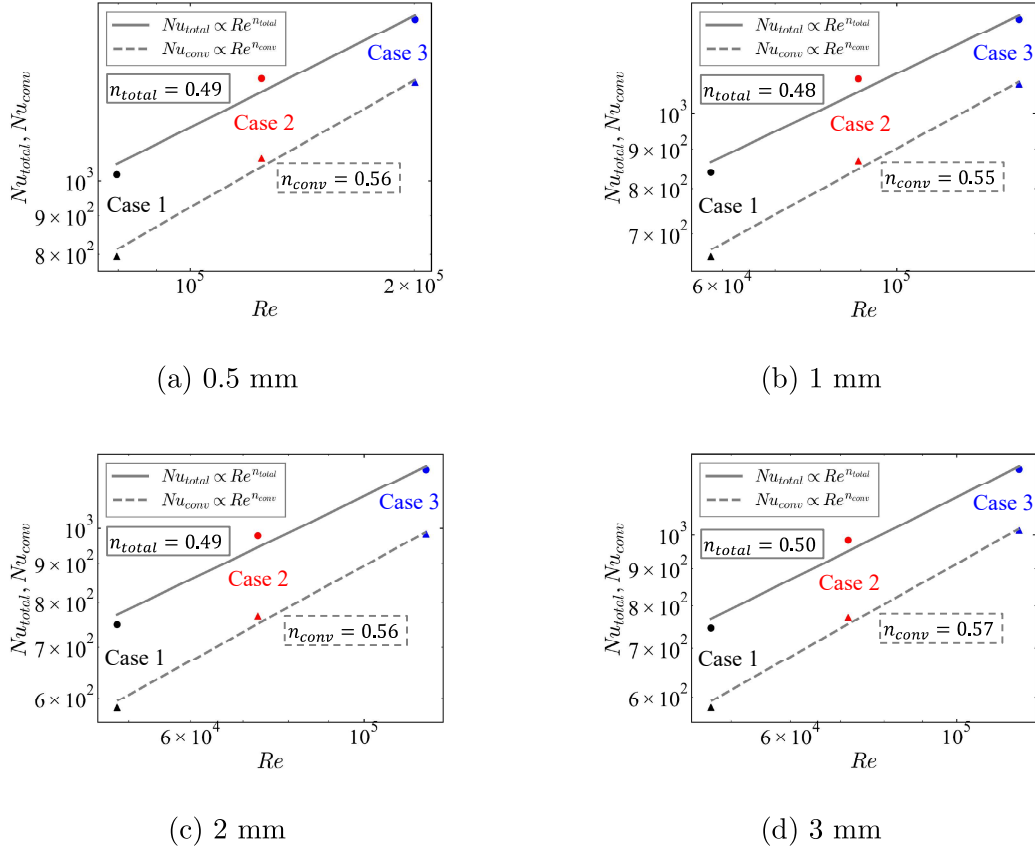 Nu_total ∝ Re^{n_total}
Nu_conv ∝ Re^{n_conv}
n_total = 0.49
Case 3
Case 2
n_conv = 0.56
Case 1
10^3
9 × 10^2
8 × 10^2
Nu_total, Nu_conv
10^5
2 × 10^5
Re
(a) 0.5 mm
Nu_total ∝ Re^{n_total}
Nu_conv ∝ Re^{n_conv}
n_total = 0.48
Case 3
Case 2
n_conv = 0.55
Case 1
10^3
9 × 10^2
8 × 10^2
7 × 10^2
Nu_total, Nu_conv
6 × 10^4
10^5
Re
(b) 1 mm
Nu_total ∝ Re^{n_total}
Nu_conv ∝ Re^{n_conv}
n_total = 0.49
Case 3
Case 2
n_conv = 0.56
Case 1
10^3
9 × 10^2
8 × 10^2
7 × 10^2
6 × 10^2
Nu_total, Nu_conv
6 × 10^4
10^5
Re
(c) 2 mm
Nu_total ∝ Re^{n_total}
Nu_conv ∝ Re^{n_conv}
n_total = 0.50
Case 3
Case 2
n_conv = 0.57
Case 1
10^3
9 × 10^2
8 × 10^2
7 × 10^2
6 × 10^2
Nu_total, Nu_conv
6 × 10^4
10^5
Re
(d) 3 mm